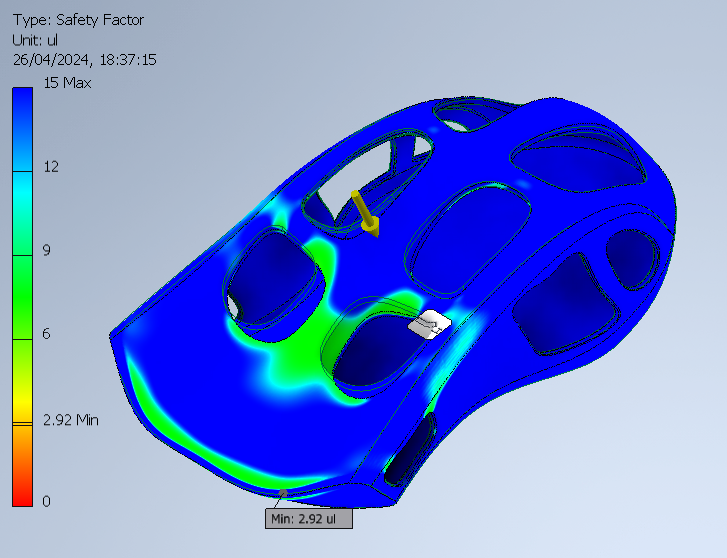 Type: Safety Factor
Unit: ul
26/04/2024, 18:37:15
15 Max
12
9
6
2.92 Min
0
Min: 2.92 ul